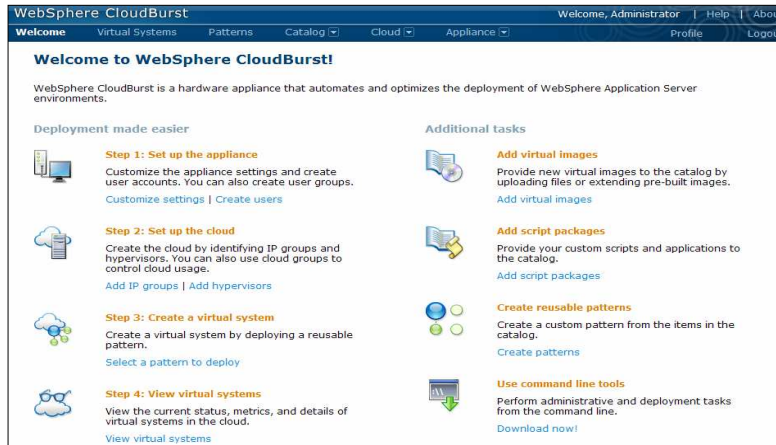 WebSphere CloudBurst
Welcome, Administrator | Help | Abou
Welcome Virtual Systems Patterns Catalog Cloud Appliance Profile Logou
Welcome to WebSphere CloudBurst!
WebSphere CloudBurst is a hardware appliance that automates and optimizes the deployment of WebSphere Application Server
environments.
Deployment made easier
Step 1: Set up the appliance
Customize the appliance settings and create
user accounts. You can also create user groups.
Customize settings | Create users
Step 2: Set up the cloud
Create the cloud by identifying IP groups and
hypervisors. You can also use cloud groups to
control cloud usage.
Add IP groups | Add hypervisors
Step 3: Create a virtual system
Create a virtual system by deploying a reusable
pattern.
Select a pattern to deploy
Step 4: View virtual systems
View the current status, metrics, and details of
virtual systems in the cloud.
View virtual systems
Additional tasks
Add virtual images
Provide new virtual images to the catalog by
uploading files or extending pre-built images.
Add virtual images
Add script packages
Provide your custom scripts and applications to
the catalog.
Add script packages
Create reusable patterns
Create a custom pattern from the items in the
catalog.
Create patterns
Use command line tools
Perform administrative and deployment tasks
from the command line.
Download now!